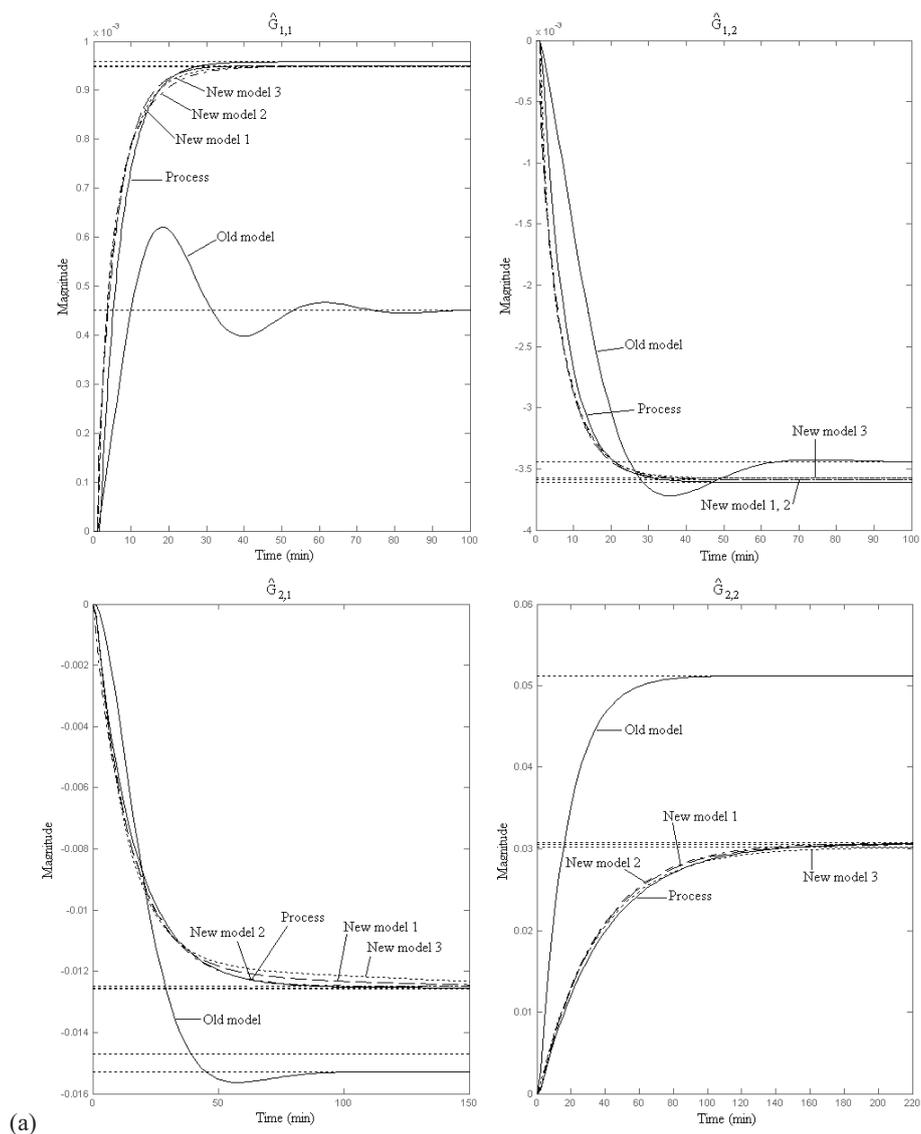 Ĝ1,1
× 10⁻³
1
0.9
0.8
0.7
0.6
0.5
0.4
0.3
0.2
0.1
0
Magnitude
New model 3
New model 2
New model 1
Process
Old model
0 10 20 30 40 50 60 70 80 90 100
Time (min)
Ĝ1,2
× 10⁻³
0
-0.5
-1
-1.5
-2
-2.5
-3
-3.5
-4
Magnitude
Old model
Process
New model 3
New model 1, 2
0 10 20 30 40 50 60 70 80 90 100
Time (min)
Ĝ2,1
0
-0.002
-0.004
-0.006
-0.008
-0.01
-0.012
-0.014
-0.016
Magnitude
Process
New model 2
New model 1
New model 3
Old model
0 50 100 150
Time (min)
Ĝ2,2
0.06
0.05
0.04
0.03
0.02
0.01
0
Magnitude
Old model
New model 1
New model 2
Process
New model 3
0 20 40 60 80 100 120 140 160 180 200 220
Time (min)
(a)